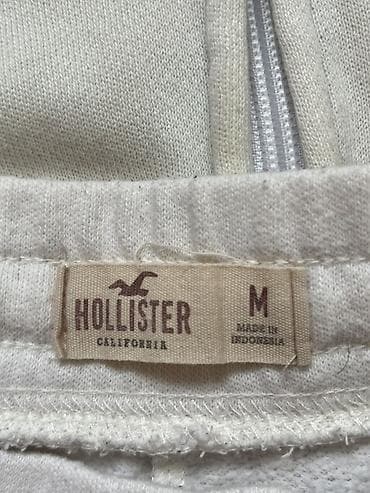 HOLLISTER
CALIFORNIA
M
MADE IN
INDONESIA